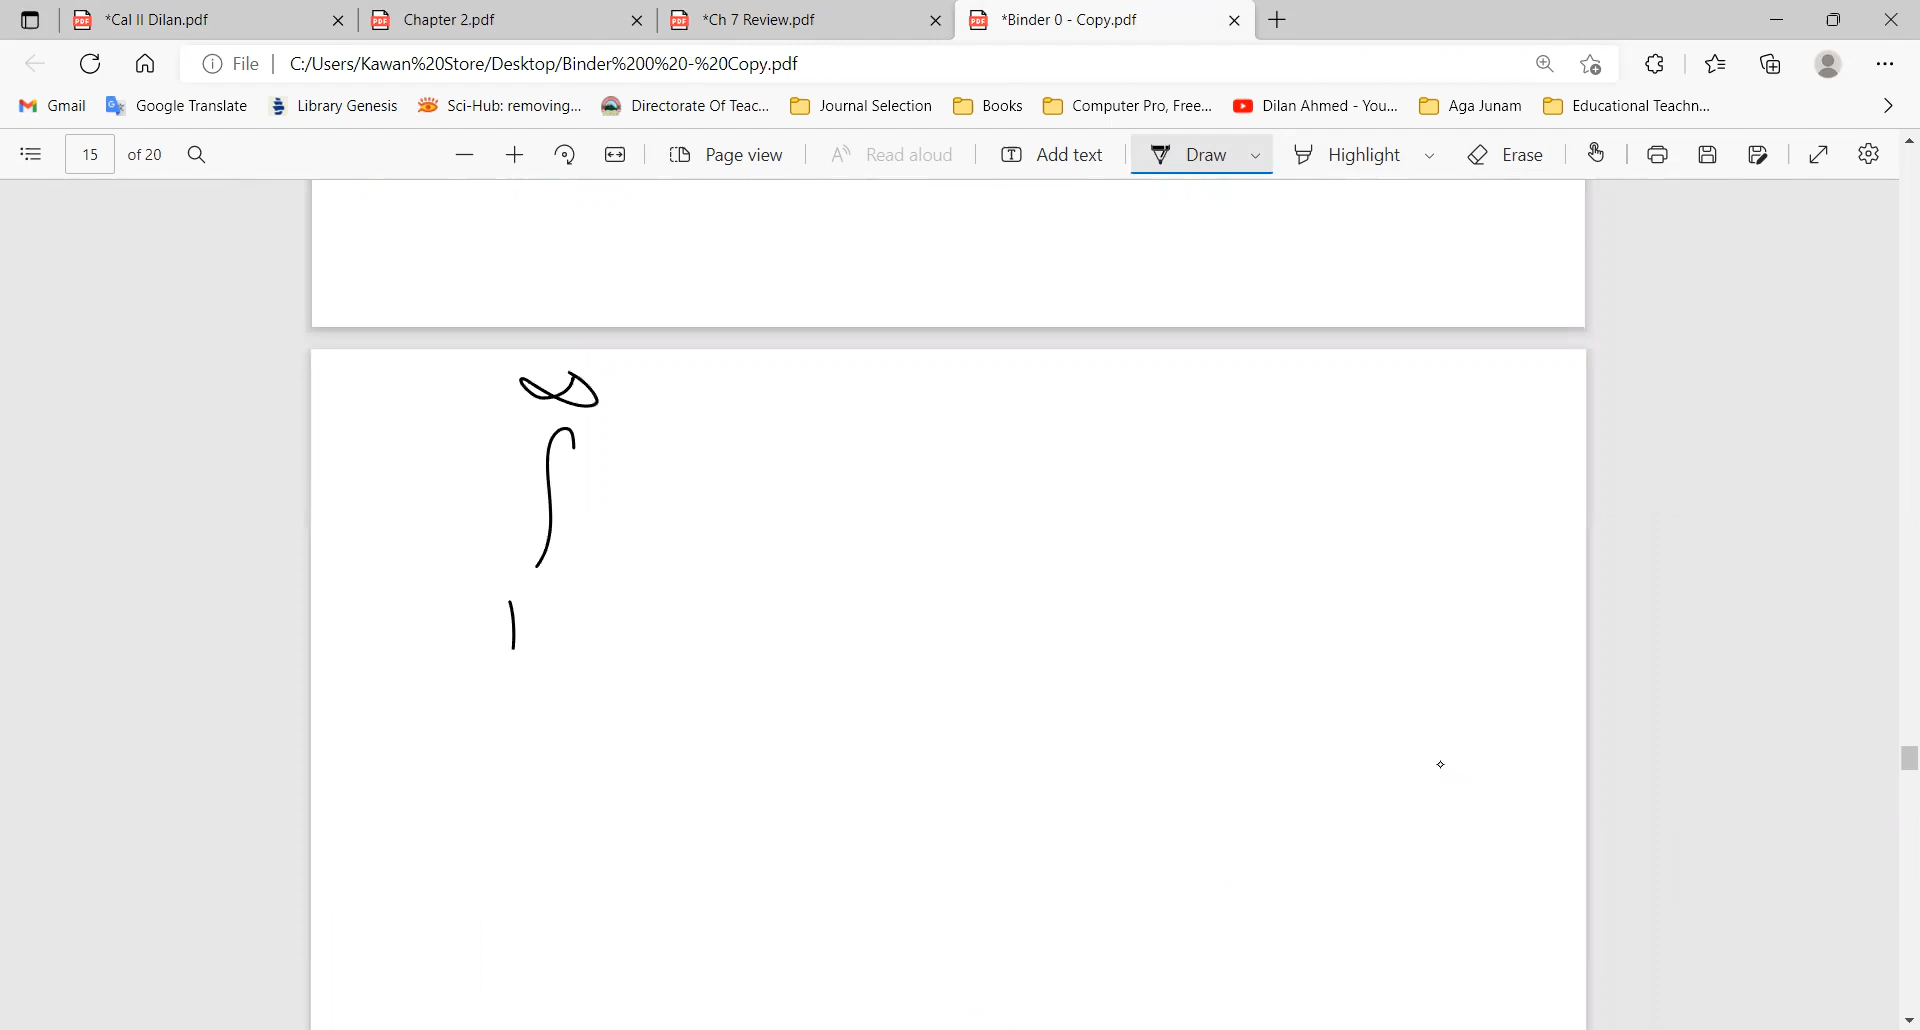 *Cal II Dilan.pdf Chapter 2.pdf *Ch 7 Review.pdf *Binder 0 - Copy.pdf
File C:/Users/Kawan%20Store/Desktop/Binder%200%20-%20Copy.pdf
Gmail Google Translate Library Genesis Sci-Hub: removing... Directorate Of Teac... Journal Selection Books Computer Pro, Free... Dilan Ahmed - You... Aga Junam Educational Teachn...
15 of 20 Page view Read aloud Add text Draw Highlight Erase
∞
∫
1